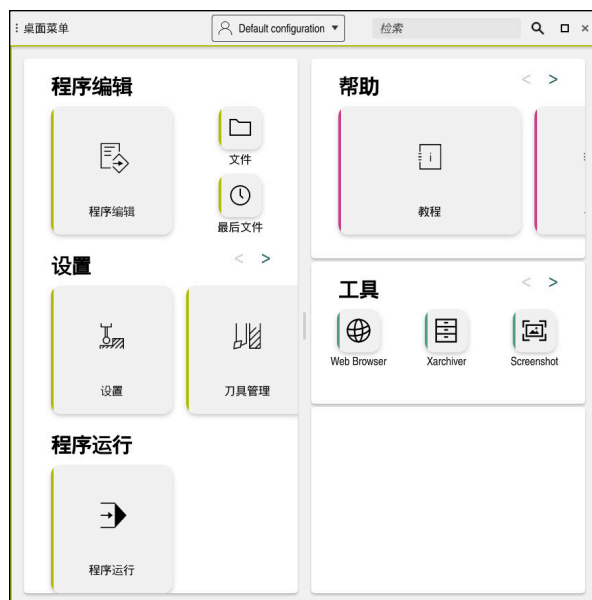 桌面菜单
Default configuration
检索
程序编辑
程序编辑
文件
最后文件
设置
设置
刀具管理
程序运行
程序运行
帮助
教程
工具
Web Browser
Xarchiver
Screenshot